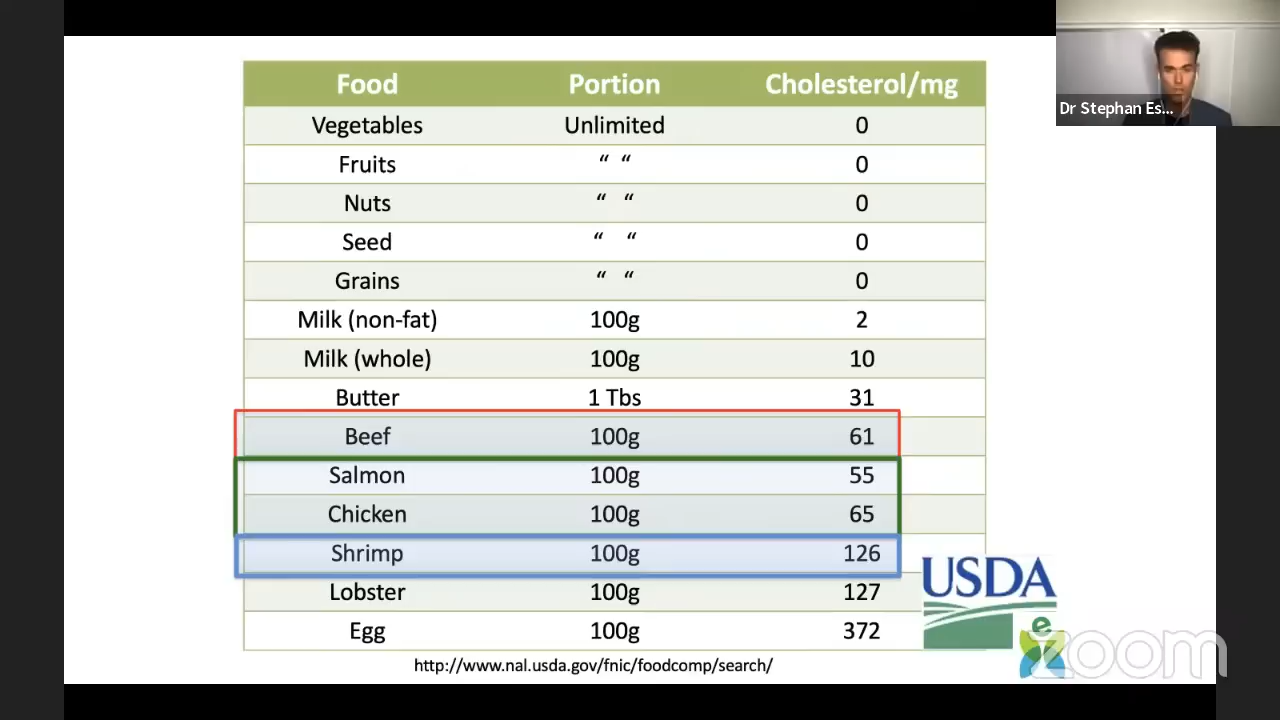 Food Portion Cholesterol/mg
Vegetables Unlimited 0
Fruits “ “ 0
Nuts “ “ 0
Seed “ “ 0
Grains “ “ 0
Milk (non-fat) 100g 2
Milk (whole) 100g 10
Butter 1 Tbs 31
Beef 100g 61
Salmon 100g 55
Chicken 100g 65
Shrimp 100g 126
Lobster 100g 127
Egg 100g 372
http://www.nal.usda.gov/fnic/foodcomp/search/
USDA
e
zoom
Dr Stephan Es...